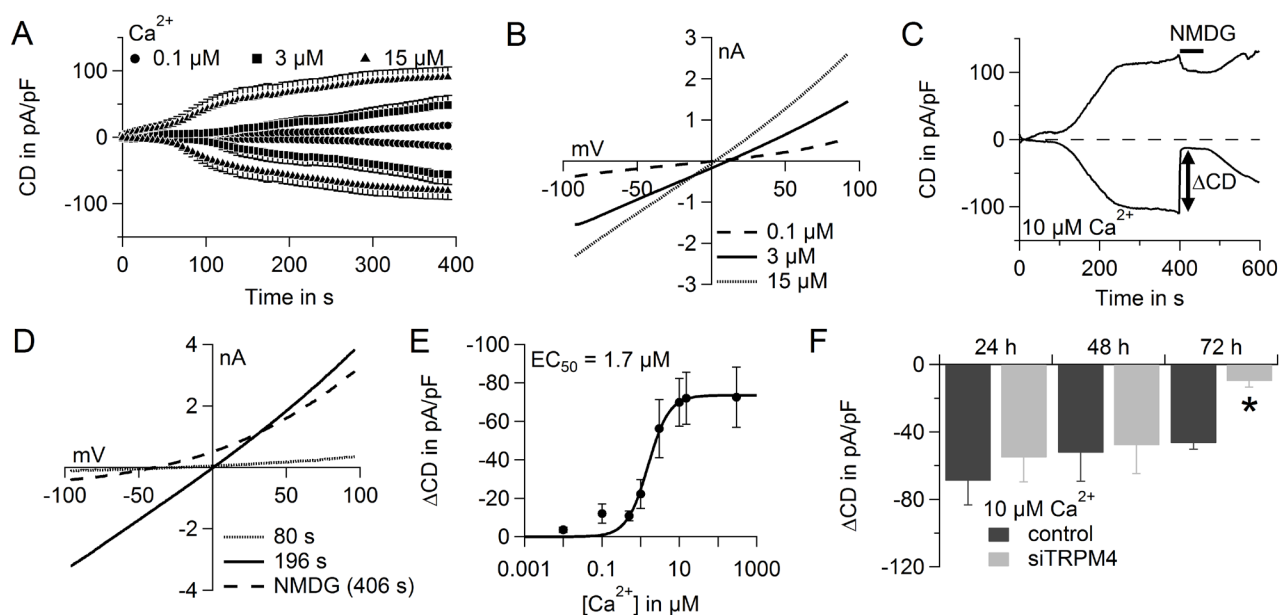 A
Ca2+
0.1 µM 3 µM 15 µM
CD in pA/pF
100
0
-100
0 100 200 300 400
Time in s
B
nA
mV
3
2
1
-1
-2
-3
-100 -50 50 100
0.1 µM
3 µM
15 µM
C
NMDG
CD in pA/pF
100
0
-100
ΔCD
10 µM Ca2+
0 200 400 600
Time in s
D
nA
mV
4
2
-2
-4
-100 -50 0 50 100
80 s
196 s
NMDG (406 s)
E
EC50 = 1.7 µM
ΔCD in pA/pF
-100
-80
-60
-40
-20
0
0.001 0.1 10 1000
[Ca2+] in µM
F
24 h 48 h 72 h
ΔCD in pA/pF
0
-40
-80
-120
*
10 µM Ca2+
control
siTRPM4